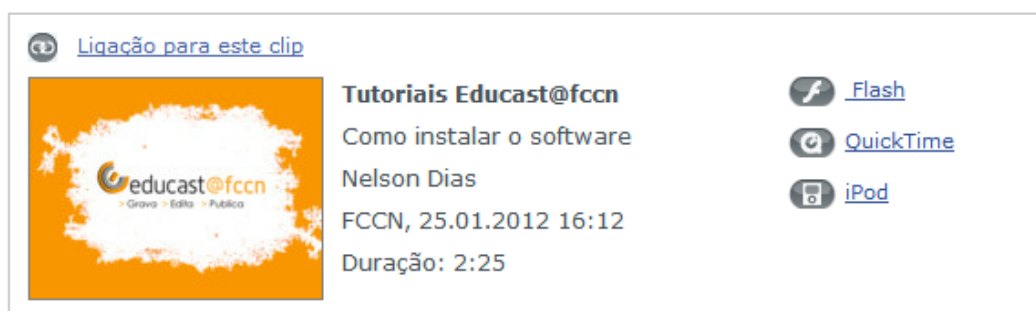 Ligação para este clip
educast@fccn
> Grava > Edita > Publica
Tutoriais Educast@fccn
Como instalar o software
Nelson Dias
FCCN, 25.01.2012 16:12
Duração: 2:25
Flash
QuickTime
iPod